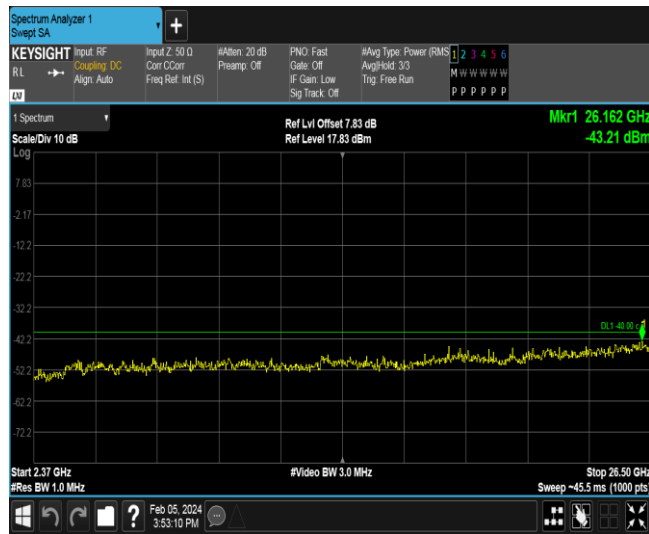 Spectrum Analyzer 1
Swept SA
KEYSIGHT
RL
LXI
Input: RF
Coupling: DC
Align: Auto
Input Z: 50 Ω
Corr CCorr
Freq Ref: Int (S)
#Atten: 20 dB
Preamp: Off
PNO: Fast
Gate: Off
IF Gain: Low
Sig Track: Off
#Avg Type: Power (RMS
Avg|Hold: 3/3
Trig: Free Run
1 2 3 4 5 6
M W W W W W
P P P P P P
1 Spectrum
Scale/Div 10 dB
Ref Lvl Offset 7.83 dB
Ref Level 17.83 dBm
Mkr1 26.162 GHz
-43.21 dBm
Log
7.83
-2.17
-12.2
-22.2
-32.2
DL1 -40.00 d
1
-42.2
-52.2
-62.2
-72.2
Start 2.37 GHz
#Video BW 3.0 MHz
Stop 26.50 GHz
#Res BW 1.0 MHz
Sweep ~45.5 ms (1000 pts)
Feb 05, 2024
3:53:10 PM